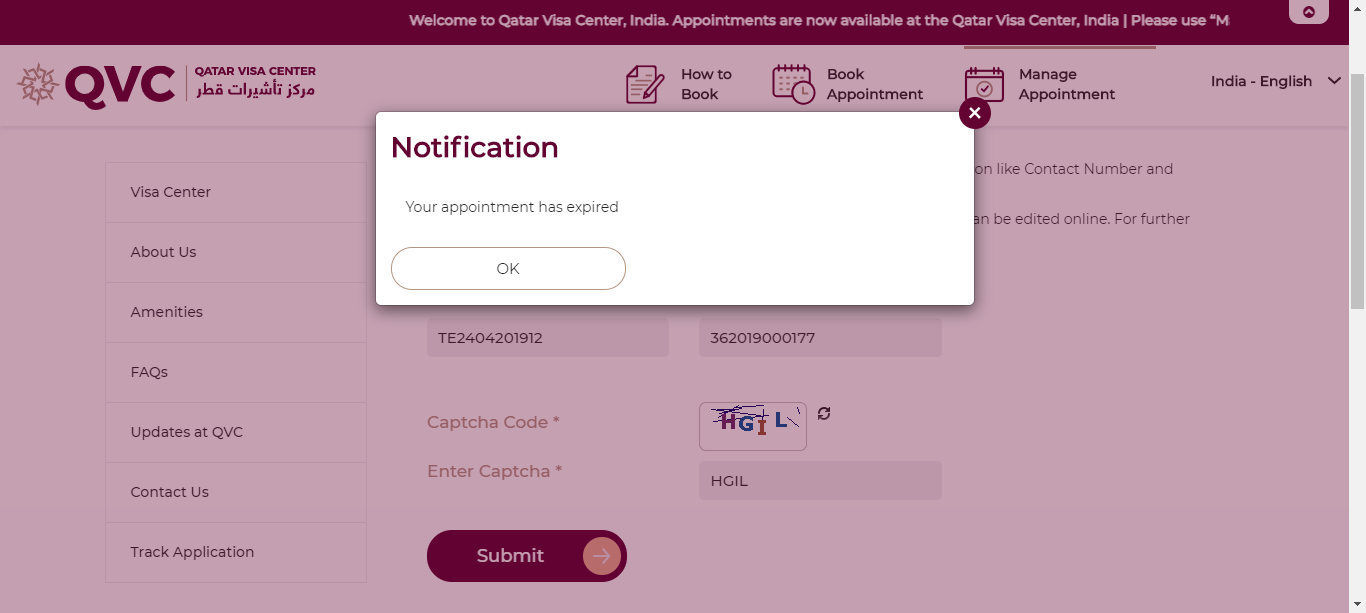 Welcome to Qatar Visa Center, India. Appointments are now available at the Qatar Visa Center, India | Please use “M
QVC
QATAR VISA CENTER
مركز تأشيرات قطر
How to
Book
Book
Appointment
Manage
Appointment
India - English
Notification
Your appointment has expired
OK
on like Contact Number and
an be edited online. For further
Visa Center
About Us
Amenities
FAQs
Updates at QVC
Contact Us
Track Application
TE2404201912
362019000177
Captcha Code *
HGIL
Enter Captcha *
HGIL
Submit